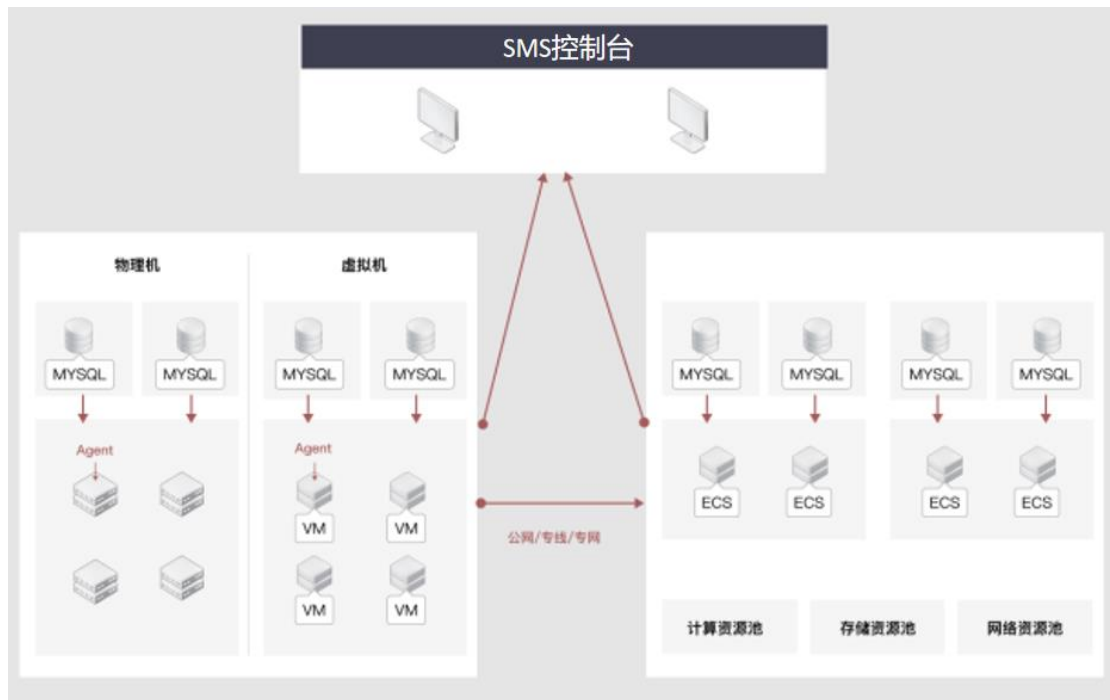 SMS控制台
物理机
虚拟机
MYSQL
MYSQL
MYSQL
MYSQL
Agent
Agent
VM
VM
VM
VM
公网/专线/专网
MYSQL
MYSQL
MYSQL
MYSQL
ECS
ECS
ECS
ECS
计算资源池
存储资源池
网络资源池